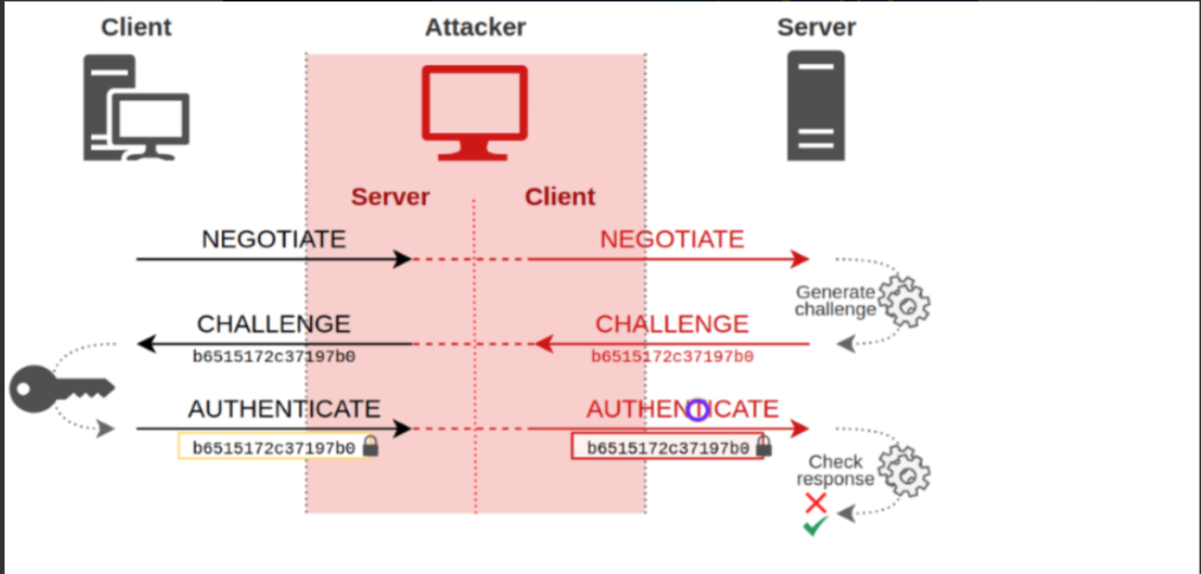 Client
Attacker
Server
Server
Client
NEGOTIATE
NEGOTIATE
Generate
challenge
CHALLENGE
CHALLENGE
b6515172c37197b0
b6515172c37197b0
AUTHENTICATE
AUTHENTICATE
b6515172c37197b0
b6515172c37197b0
Check
response